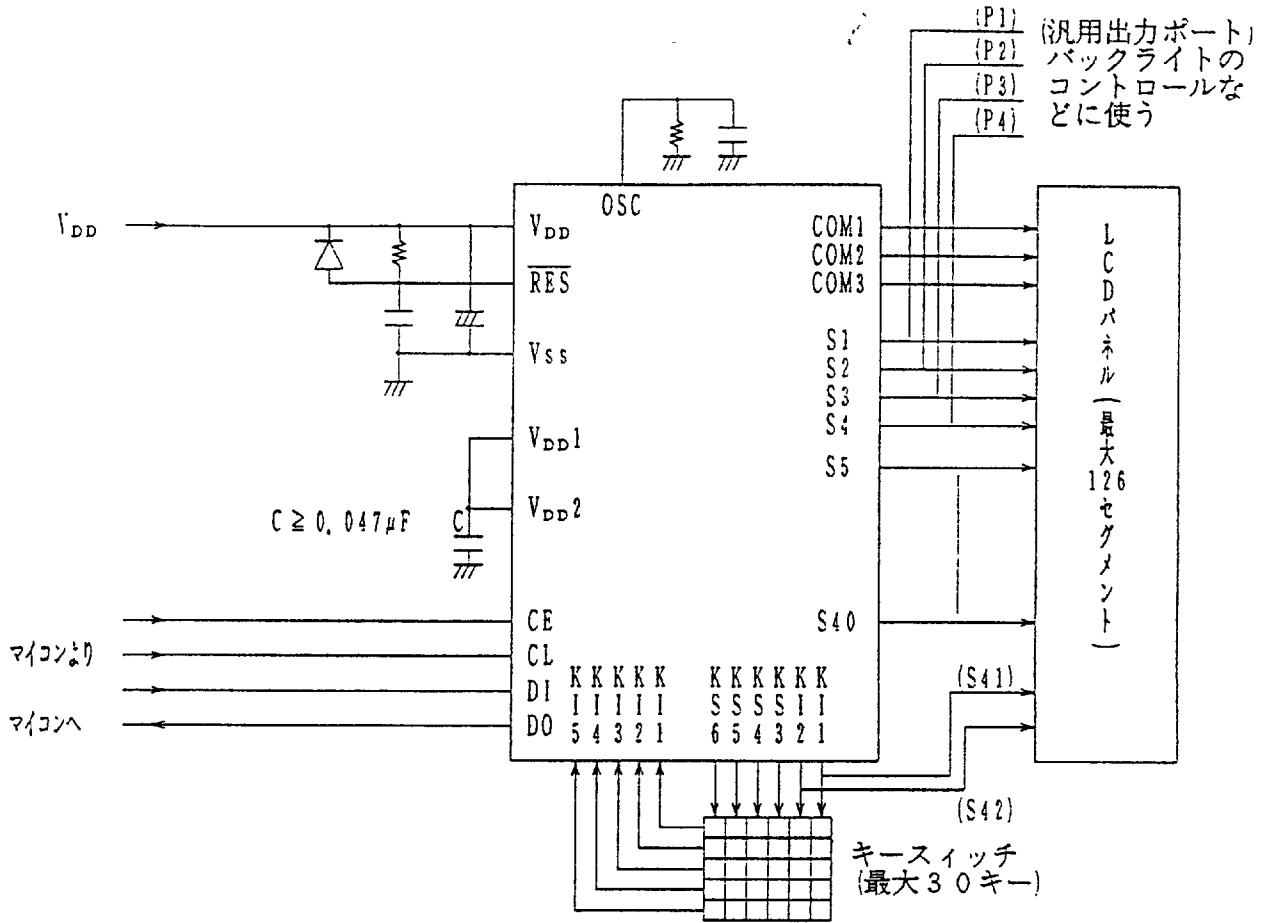 (P1)
(P2)
(P3)
(P4)
(汎用出力ポート)
バックライトの
コントロールな
どに使う
OSC
VDD
VDD
RES
VSS
VDD1
VDD2
C≧0.047μF
C
COM1
COM2
COM3
S1
S2
S3
S4
S5
S40
LCDパネル(最大126セグメント)
マイコンより
マイコンへ
CE
CL
DI
DO
KI5
KI4
KI3
KI2
KI1
KS6
KS5
KS4
KS3
KI2
KI1
(S41)
(S42)
キースィッチ
(最大30キー)